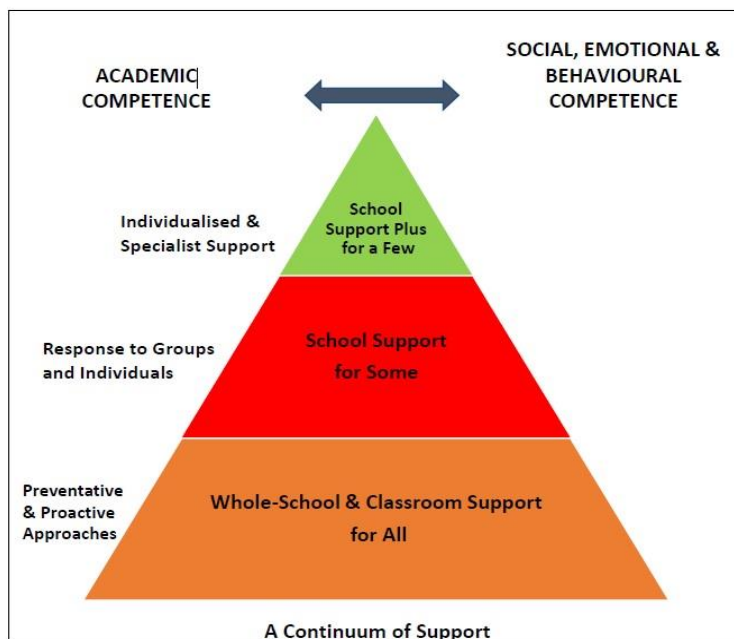 ACADEMIC
COMPETENCE
SOCIAL, EMOTIONAL &
BEHAVIOURAL
COMPETENCE
Individualised &
Specialist Support
School
Support Plus
for a Few
Response to Groups
and Individuals
School Support
for Some
Preventative
& Proactive
Approaches
Whole-School & Classroom Support
for All
A Continuum of Support